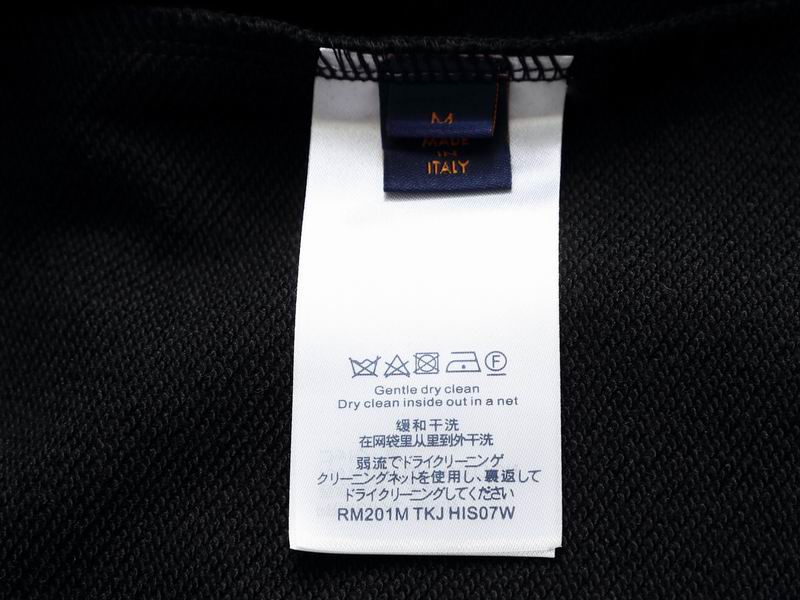 M
MADE
IN
ITALY
F
Gentle dry clean
Dry clean inside out in a net
缓和干洗
在网袋里从里到外干洗
弱流でドライクリーニンゲ
クリーニングネットを使用し、裏返して
ドライクリーニングしてください
RM201M TKJ HIS07W